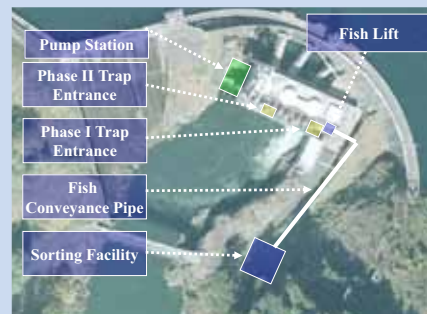 Pump Station
Fish Lift
Phase II Trap
Entrance
Phase I Trap
Entrance
Fish
Conveyance Pipe
Sorting Facility